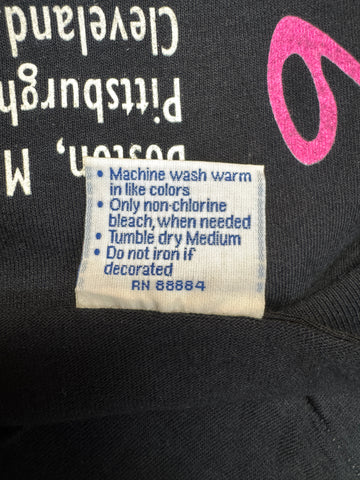 Cleveland
Pittsburgh
Boston, M
6
• Machine wash warm
in like colors
• Only non-chlorine
bleach, when needed
• Tumble dry Medium
• Do not iron if
decorated
RN 88884